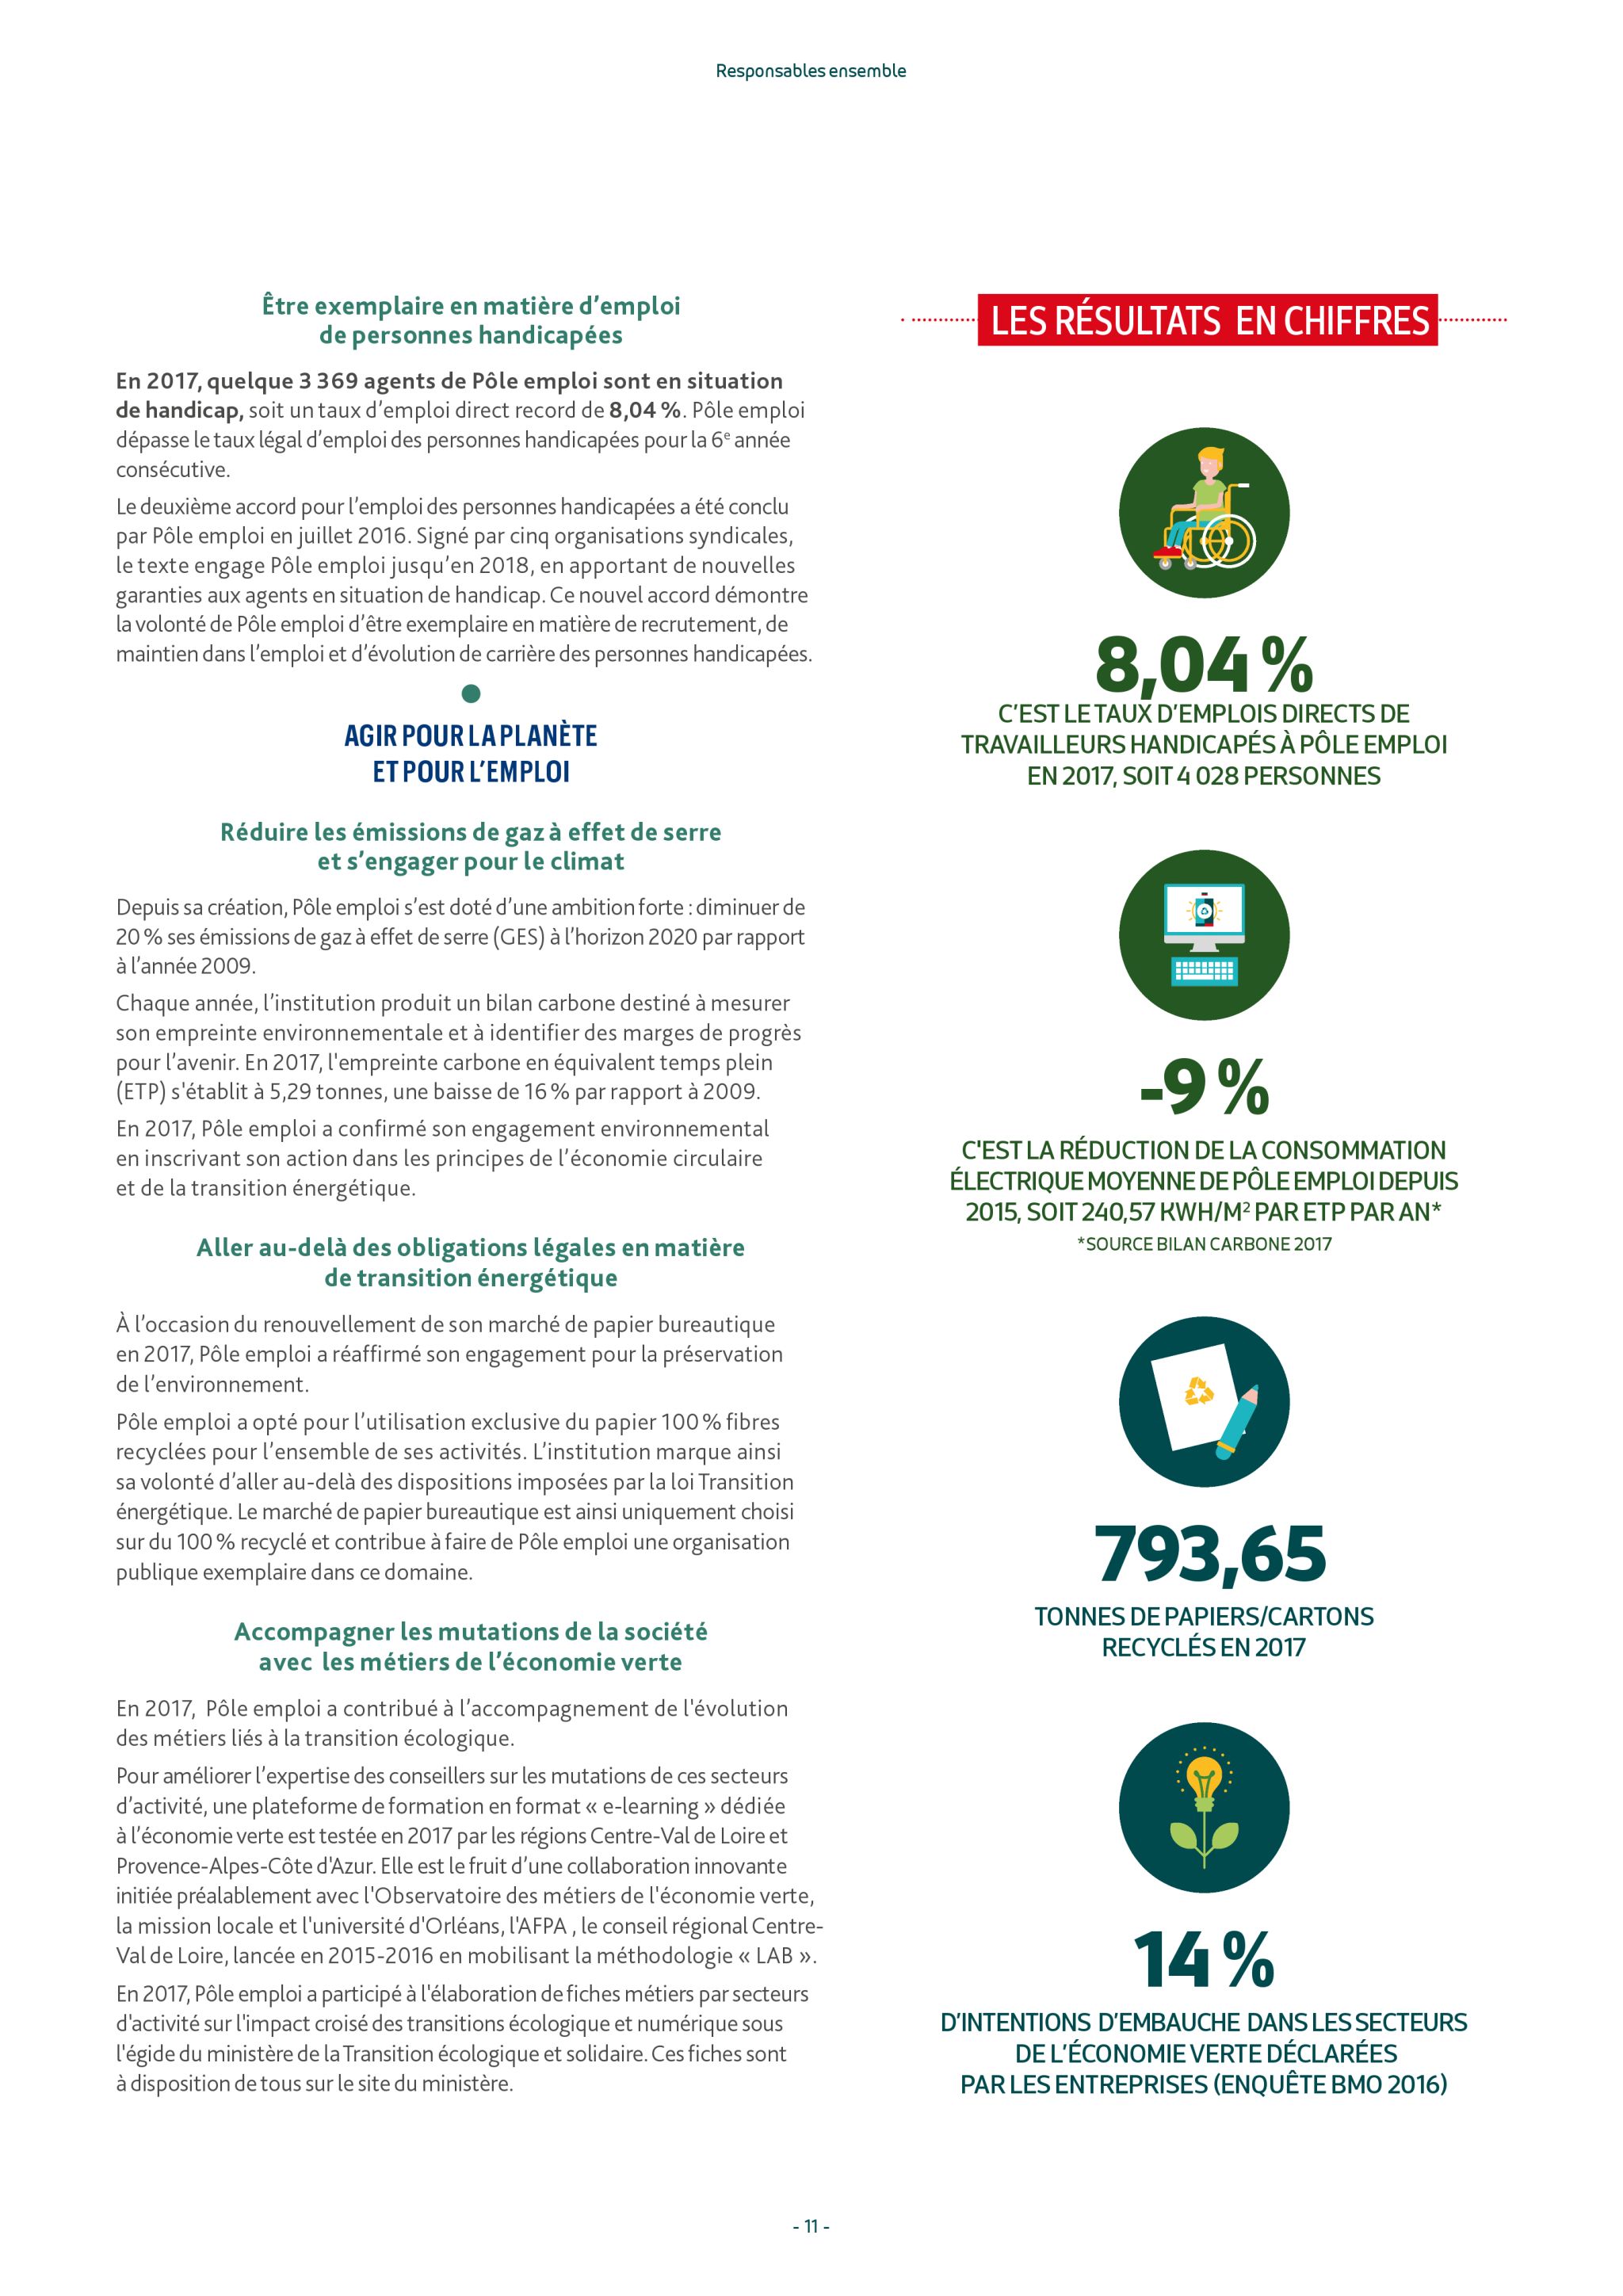 Responsables ensemble
Être exemplaire en matière d’emploi
de personnes handicapées
En 2017, quelque 3 369 agents de Pôle emploi sont en situation
de handicap, soit un taux d’emploi direct record de 8,04 %. Pôle emploi
dépasse le taux légal d’emploi des personnes handicapées pour la 6e année
consécutive.
Le deuxième accord pour l’emploi des personnes handicapées a été conclu
par Pôle emploi en juillet 2016. Signé par cinq organisations syndicales,
le texte engage Pôle emploi jusqu’en 2018, en apportant de nouvelles
garanties aux agents en situation de handicap. Ce nouvel accord démontre
la volonté de Pôle emploi d’être exemplaire en matière de recrutement, de
maintien dans l’emploi et d’évolution de carrière des personnes handicapées.
AGIR POUR LA PLANÈTE
ET POUR L’EMPLOI
Réduire les émissions de gaz à effet de serre
et s’engager pour le climat
Depuis sa création, Pôle emploi s’est doté d’une ambition forte : diminuer de
20 % ses émissions de gaz à effet de serre (GES) à l’horizon 2020 par rapport
à l’année 2009.
Chaque année, l’institution produit un bilan carbone destiné à mesurer
son empreinte environnementale et à identifier des marges de progrès
pour l’avenir. En 2017, l'empreinte carbone en équivalent temps plein
(ETP) s'établit à 5,29 tonnes, une baisse de 16 % par rapport à 2009.
En 2017, Pôle emploi a confirmé son engagement environnemental
en inscrivant son action dans les principes de l’économie circulaire
et de la transition énergétique.
Aller au-delà des obligations légales en matière
de transition énergétique
À l’occasion du renouvellement de son marché de papier bureautique
en 2017, Pôle emploi a réaffirmé son engagement pour la préservation
de l’environnement.
Pôle emploi a opté pour l’utilisation exclusive du papier 100 % fibres
recyclées pour l’ensemble de ses activités. L’institution marque ainsi
sa volonté d’aller au-delà des dispositions imposées par la loi Transition
énergétique. Le marché de papier bureautique est ainsi uniquement choisi
sur du 100 % recyclé et contribue à faire de Pôle emploi une organisation
publique exemplaire dans ce domaine.
Accompagner les mutations de la société
avec les métiers de l’économie verte
En 2017, Pôle emploi a contribué à l’accompagnement de l'évolution
des métiers liés à la transition écologique.
Pour améliorer l’expertise des conseillers sur les mutations de ces secteurs
d’activité, une plateforme de formation en format « e-learning » dédiée
à l’économie verte est testée en 2017 par les régions Centre-Val de Loire et
Provence-Alpes-Côte d'Azur. Elle est le fruit d’une collaboration innovante
initiée préalablement avec l'Observatoire des métiers de l'économie verte,
la mission locale et l'université d'Orléans, l'AFPA , le conseil régional Centre-
Val de Loire, lancée en 2015-2016 en mobilisant la méthodologie « LAB ».
En 2017, Pôle emploi a participé à l'élaboration de fiches métiers par secteurs
d'activité sur l'impact croisé des transitions écologique et numérique sous
l'égide du ministère de la Transition écologique et solidaire. Ces fiches sont
à disposition de tous sur le site du ministère.
LES RÉSULTATS EN CHIFFRES
8,04 %
C’EST LE TAUX D’EMPLOIS DIRECTS DE
TRAVAILLEURS HANDICAPÉS À PÔLE EMPLOI
EN 2017, SOIT 4 028 PERSONNES
-9 %
C'EST LA RÉDUCTION DE LA CONSOMMATION
ÉLECTRIQUE MOYENNE DE PÔLE EMPLOI DEPUIS
2015, SOIT 240,57 KWH/M² PAR ETP PAR AN*
*SOURCE BILAN CARBONE 2017
793,65
TONNES DE PAPIERS/CARTONS
RECYCLÉS EN 2017
14 %
D’INTENTIONS D’EMBAUCHE DANS LES SECTEURS
DE L’ÉCONOMIE VERTE DÉCLARÉES
PAR LES ENTREPRISES (ENQUÊTE BMO 2016)
- 11 -